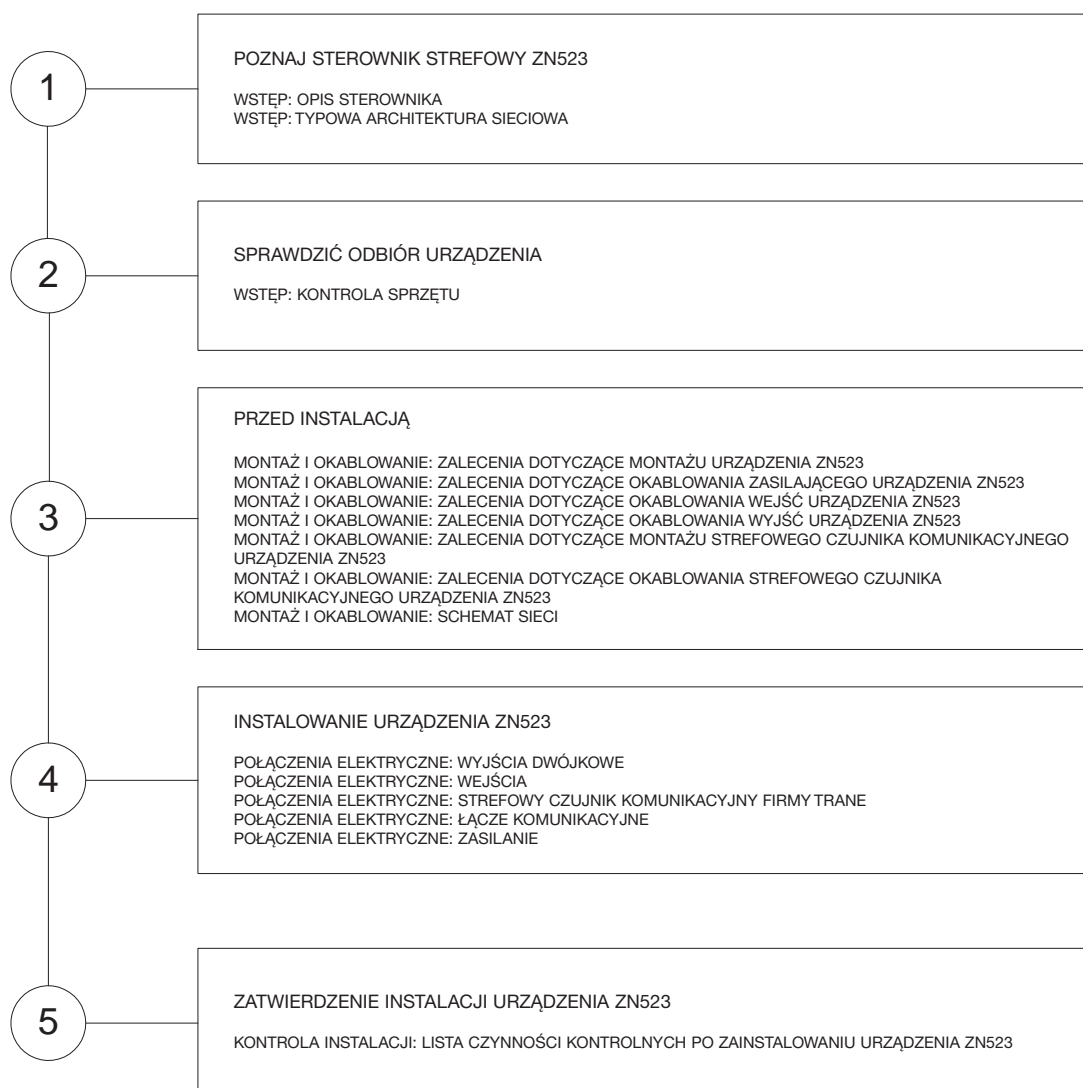 1
POZNAJ STEROWNIK STREFOWY ZN523
WSTĘP: OPIS STEROWNIKA
WSTĘP: TYPOWA ARCHITEKTURA SIECIOWA
2
SPRAWDZIĆ ODBIÓR URZĄDZENIA
WSTĘP: KONTROLA SPRZĘTU
3
PRZED INSTALACJĄ
MONTAŻ I OKABLOWANIE: ZALECENIA DOTYCZĄCE MONTAŻU URZĄDZENIA ZN523
MONTAŻ I OKABLOWANIE: ZALECENIA DOTYCZĄCE OKABLOWANIA ZASILAJĄCEGO URZĄDZENIA ZN523
MONTAŻ I OKABLOWANIE: ZALECENIA DOTYCZĄCE OKABLOWANIA WEJŚĆ URZĄDZENIA ZN523
MONTAŻ I OKABLOWANIE: ZALECENIA DOTYCZĄCE OKABLOWANIA WYJŚĆ URZĄDZENIA ZN523
MONTAŻ I OKABLOWANIE: ZALECENIA DOTYCZĄCE MONTAŻU STREFOWEGO CZUJNIKA KOMUNIKACYJNEGO
URZĄDZENIA ZN523
MONTAŻ I OKABLOWANIE: ZALECENIA DOTYCZĄCE OKABLOWANIA STREFOWEGO CZUJNIKA
KOMUNIKACYJNEGO URZĄDZENIA ZN523
MONTAŻ I OKABLOWANIE: SCHEMAT SIECI
4
INSTALOWANIE URZĄDZENIA ZN523
POŁĄCZENIA ELEKTRYCZNE: WYJŚCIA DWÓJKOWE
POŁĄCZENIA ELEKTRYCZNE: WEJŚCIA
POŁĄCZENIA ELEKTRYCZNE: STREFOWY CZUJNIK KOMUNIKACYJNY FIRMY TRANE
POŁĄCZENIA ELEKTRYCZNE: ŁĄCZE KOMUNIKACYJNE
POŁĄCZENIA ELEKTRYCZNE: ZASILANIE
5
ZATWIERDZENIE INSTALACJI URZĄDZENIA ZN523
KONTROLA INSTALACJI: LISTA CZYNNOŚCI KONTROLNYCH PO ZAINSTALOWANIU URZĄDZENIA ZN523